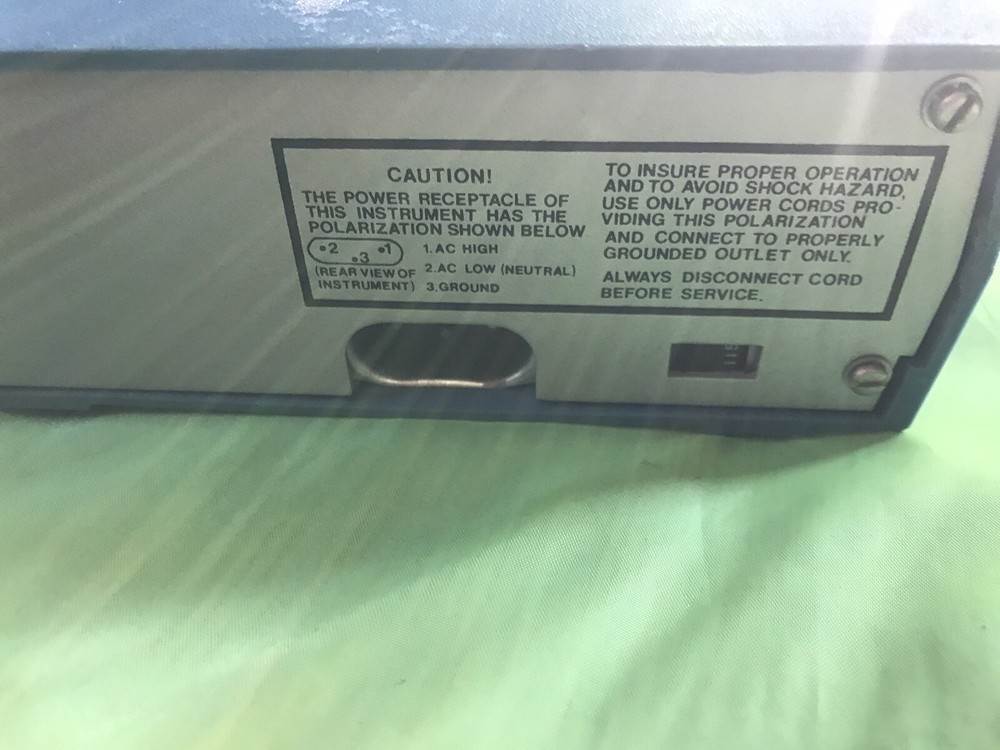 CAUTION!
THE POWER RECEPTACLE OF
THIS INSTRUMENT HAS THE
POLARIZATION SHOWN BELOW
•2 •1
•3
(REAR VIEW OF
INSTRUMENT)
1.AC HIGH
2.AC LOW (NEUTRAL)
3.GROUND
TO INSURE PROPER OPERATION
AND TO AVOID SHOCK HAZARD,
USE ONLY POWER CORDS PRO-
VIDING THIS POLARIZATION
AND CONNECT TO PROPERLY
GROUNDED OUTLET ONLY.
ALWAYS DISCONNECT CORD
BEFORE SERVICE.
115